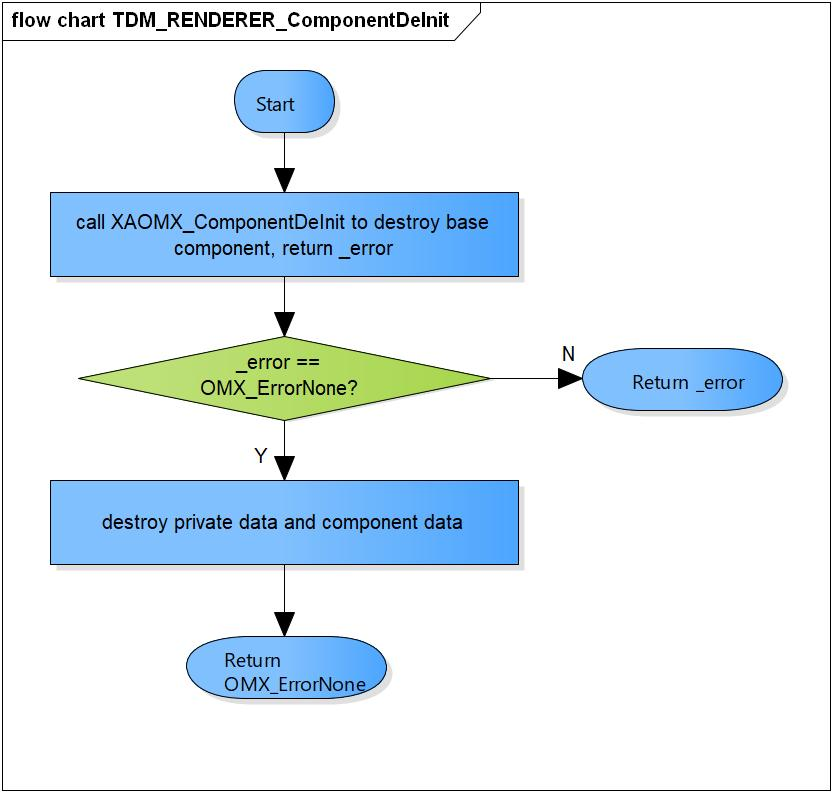 flow chart TDM_RENDERER_ComponentDeInit
Start
call XAOMX_ComponentDeInit to destroy base
component, return _error
_error ==
OMX_ErrorNone?
N
Return _error
Y
destroy private data and component data
Return
OMX_ErrorNone